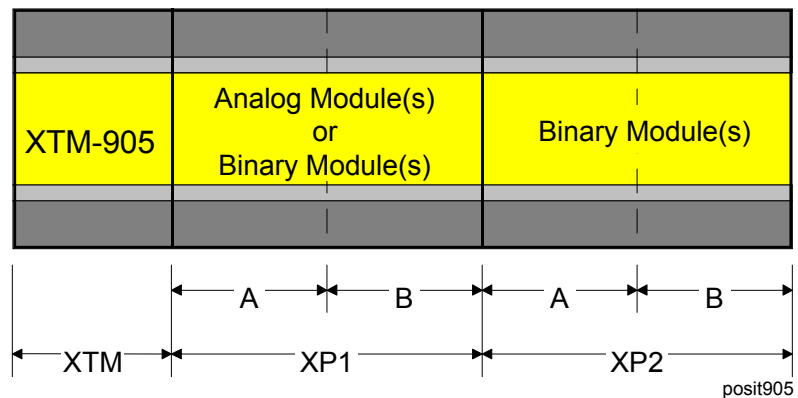 XTM-905
Analog Module(s)
or
Binary Module(s)
Binary Module(s)
A
B
A
B
XTM
XP1
XP2
posit905